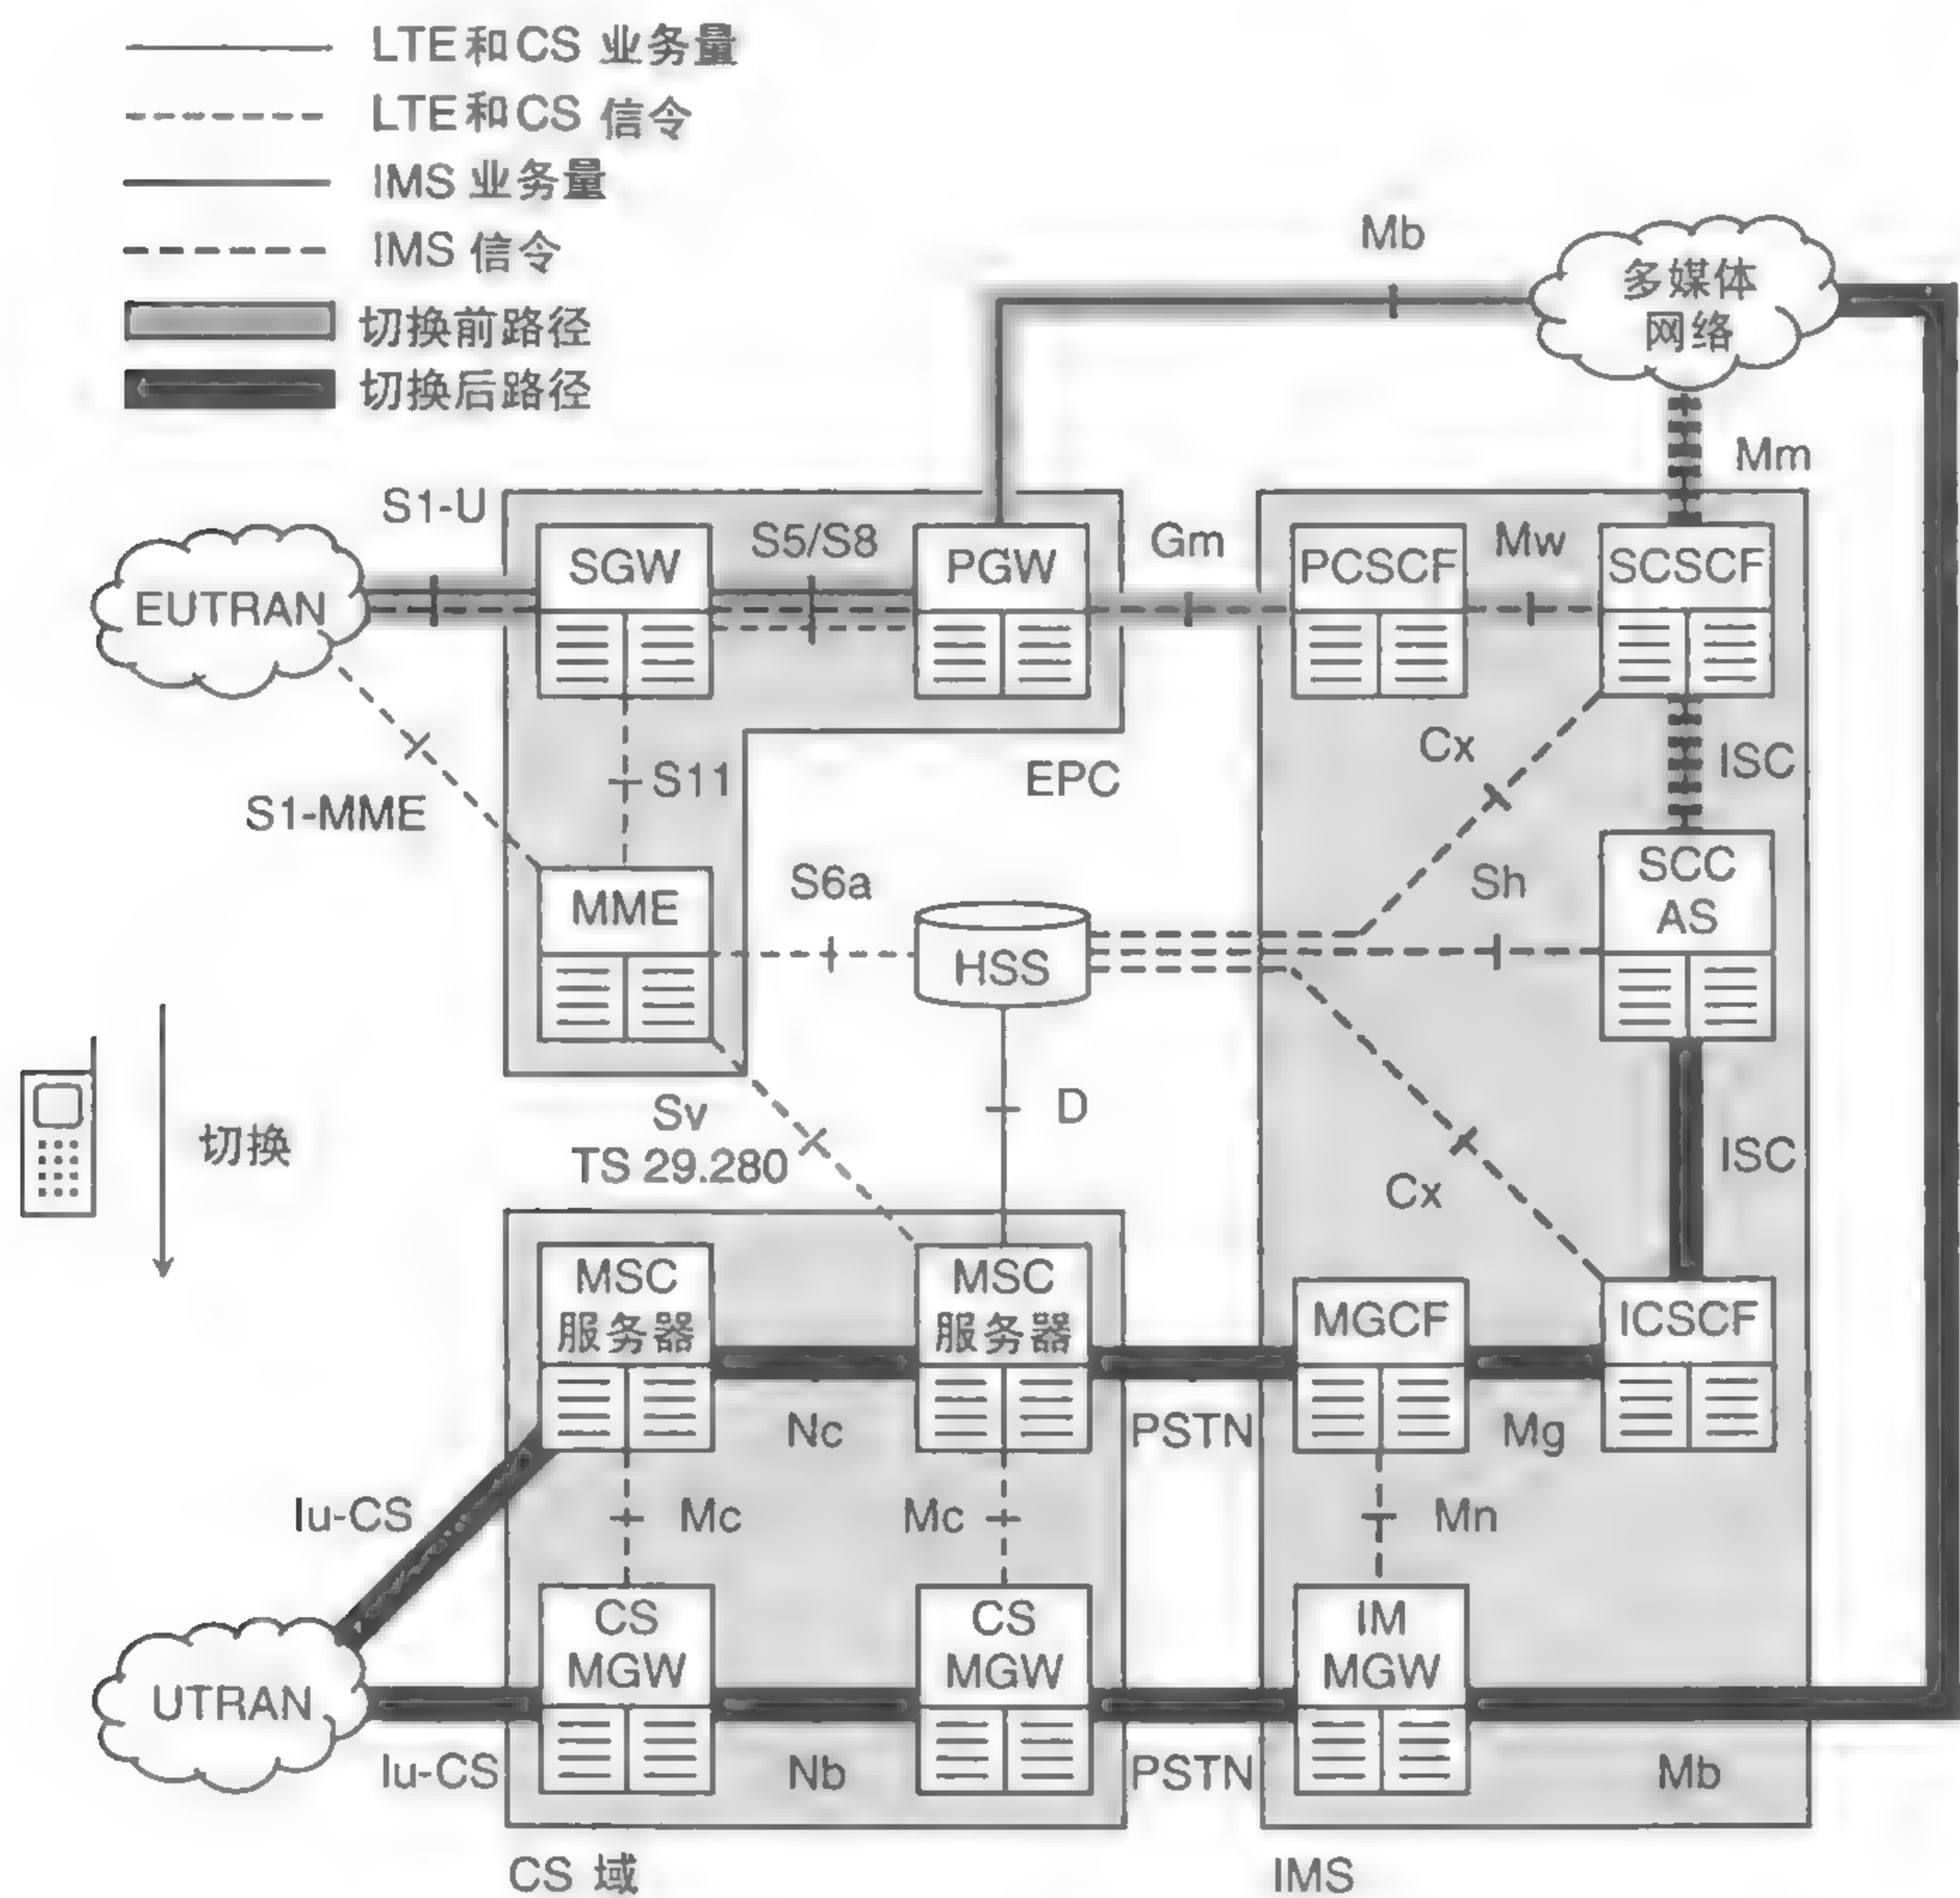 LTE和CS 业务量
LTE和CS 信令
IMS 业务量
IMS 信令
切换前路径
切换后路径
Mb
多媒体
网络
Mm
S1-U
SGW
S5/S8
PGW
Gm
PCSCF
Mw
SCSCF
EUTRAN
S11
EPC
Cx
ISC
S1-MME
MME
S6a
HSS
Sh
SCC
AS
切换
Sv
TS 29.280
D
Cx
ISC
MSC
服务器
MSC
服务器
MGCF
ICSCF
Nc
PSTN
Mg
Iu-CS
Mc
Mc
Mn
CS
MGW
CS
MGW
IM
MGW
UTRAN
Iu-CS
Nb
PSTN
Mb
CS 域
IMS